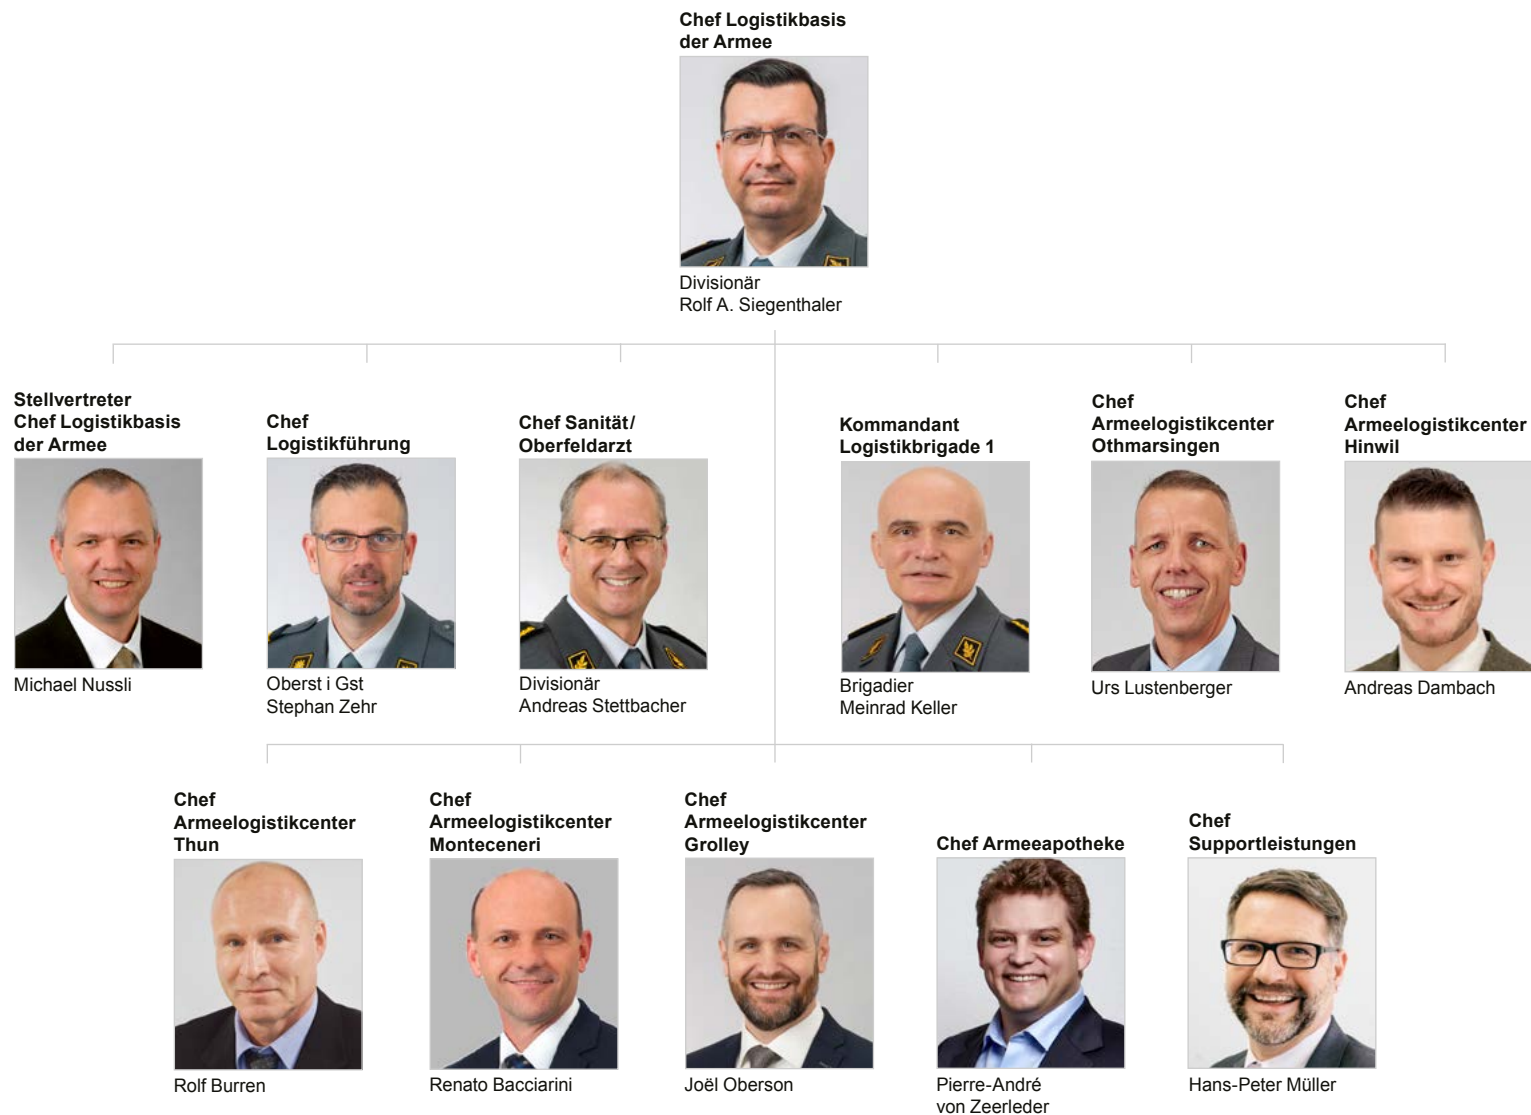 Chef Logistikbasis
der Armee
Divisionär
Rolf A. Siegenthaler
Stellvertreter
Chef Logistikbasis
der Armee
Michael Nussli
Chef
Logistikführung
Oberst i Gst
Stephan Zehr
Chef Sanität/
Oberfeldarzt
Divisionär
Andreas Stettbacher
Kommandant
Logistikbrigade 1
Brigadier
Meinrad Keller
Chef
Armeelogistikcenter
Othmarsingen
Urs Lustenberger
Chef
Armeelogistikcenter
Hinwil
Andreas Dambach
Chef
Armeelogistikcenter
Thun
Rolf Burren
Chef
Armeelogistikcenter
Monteceneri
Renato Bacciarini
Chef
Armeelogistikcenter
Grolley
Joël Oberson
Chef Armeeapotheke
Pierre-André
von Zeerleder
Chef
Supportleistungen
Hans-Peter Müller